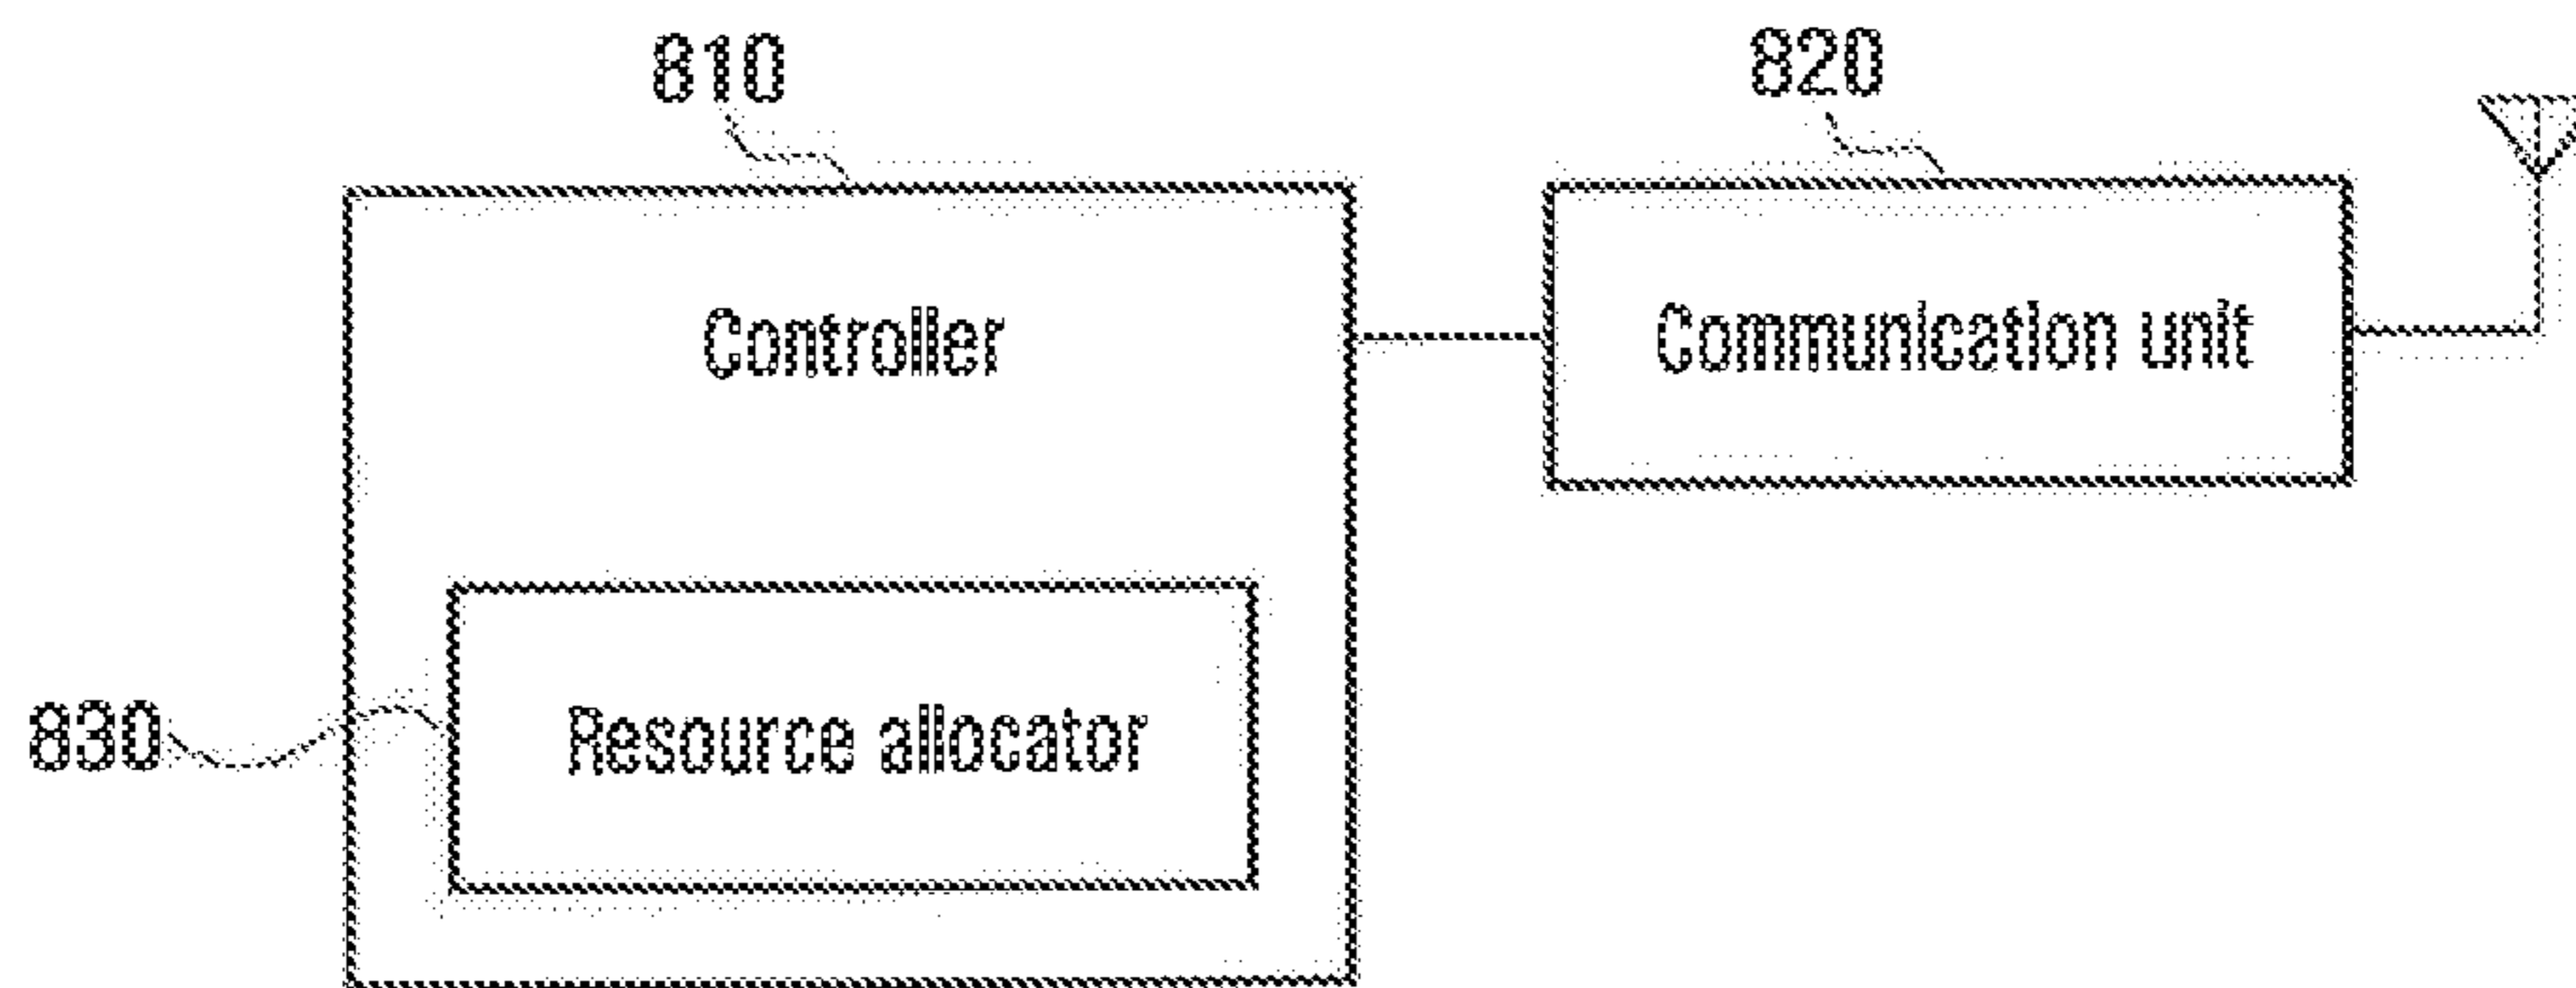 810
820
Controller
Communication unit
830
Resource allocator